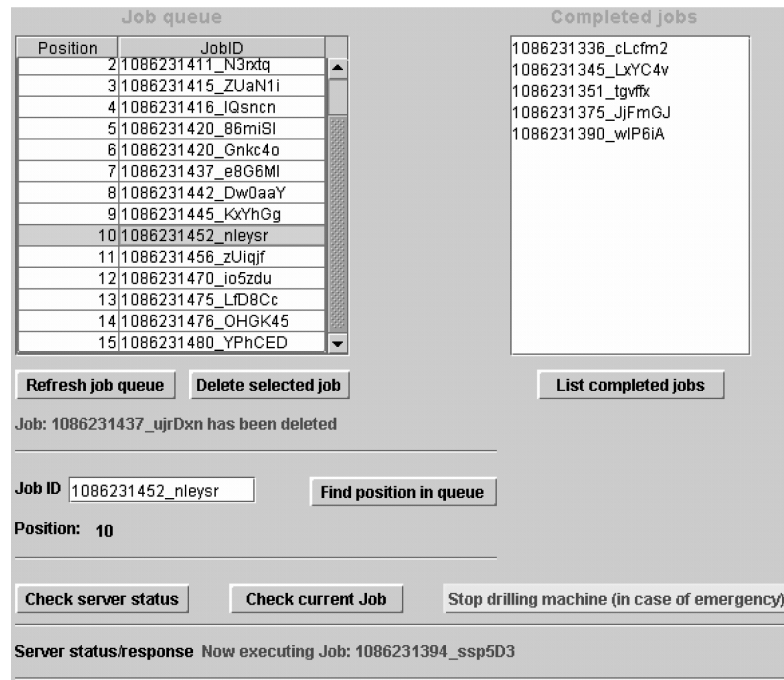 Job queue
Completed jobs
Position JobID
2 1086231411_N3rxtq
3 1086231415_ZUaN1i
4 1086231416_IQsncn
5 1086231420_86miSl
6 1086231420_Gnkc4o
7 1086231437_e8G6Ml
8 1086231442_Dw0aaY
9 1086231445_KxYhGg
10 1086231452_nleysr
11 1086231456_zUiqjf
12 1086231470_io5zdu
13 1086231475_LfD8Cc
14 1086231476_OHGK45
15 1086231480_YPhCED
1086231336_cLcfm2
1086231345_LxYC4v
1086231351_tgvffx
1086231375_JjFmGJ
1086231390_wlP6iA
Refresh job queue Delete selected job
List completed jobs
Job: 1086231437_ujrDxn has been deleted
Job ID 1086231452_nleysr Find position in queue
Position: 10
Check server status Check current Job Stop drilling machine (in case of emergency)
Server status/response Now executing Job: 1086231394_ssp5D3